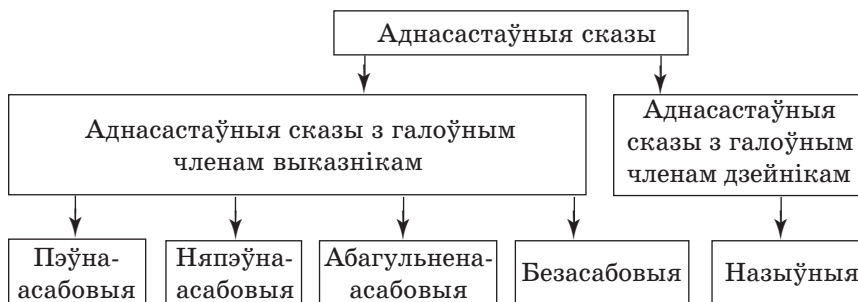 Аднасастаўныя сказы
Аднасастаўныя сказы з галоўным
членам выказнікам
Аднасастаўныя
сказы з галоўным
членам дзейнікам
Пэўна-
асабовыя
Няпэўна-
асабовыя
Абагульнена-
асабовыя
Безасабовыя
Назыўныя